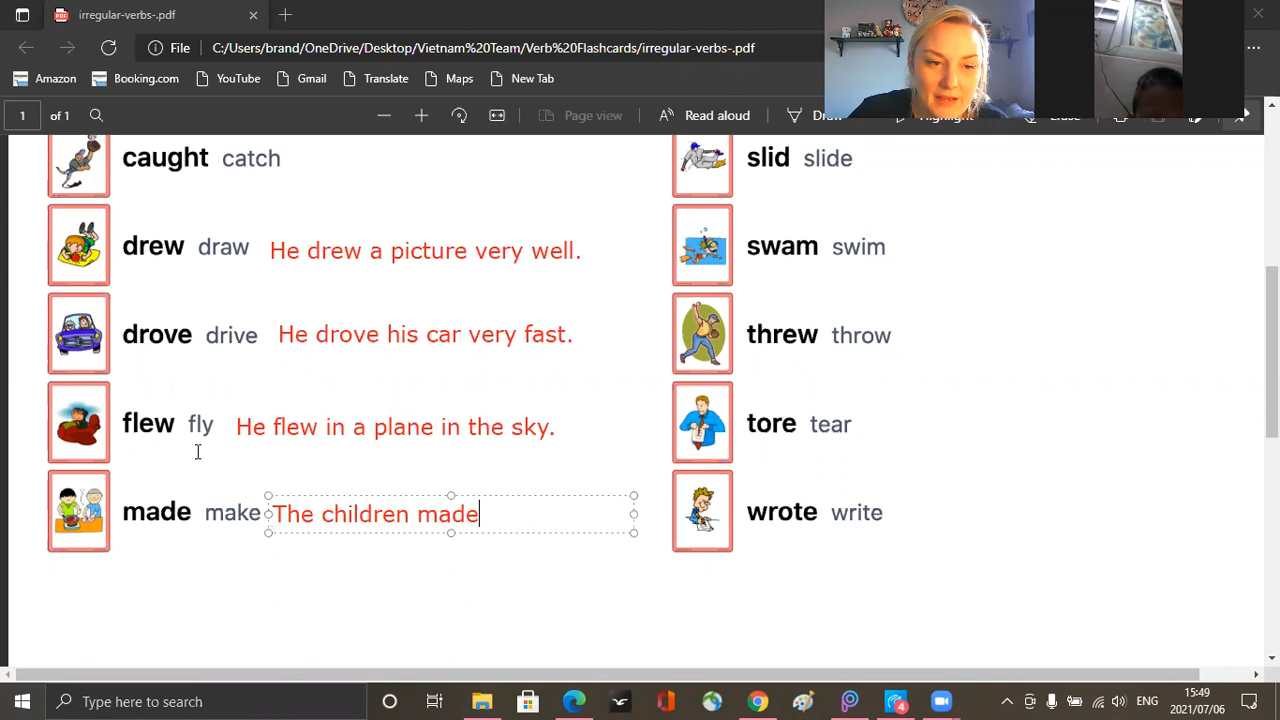 irregular-verbs-.pdf
File C:/Users/brand/OneDrive/Desktop/Vietnam%20Team/Verb%20Flashcards/irregular-verbs-.pdf
Amazon Booking.com YouTube Gmail Translate Maps New Tab
1 of 1 Page view Read aloud Draw
caught catch
slid slide
drew draw He drew a picture very well.
swam swim
drove drive He drove his car very fast.
threw throw
flew fly He flew in a plane in the sky.
tore tear
made make The children made
wrote write
Type here to search
4
ENG
15:49
2021/07/06